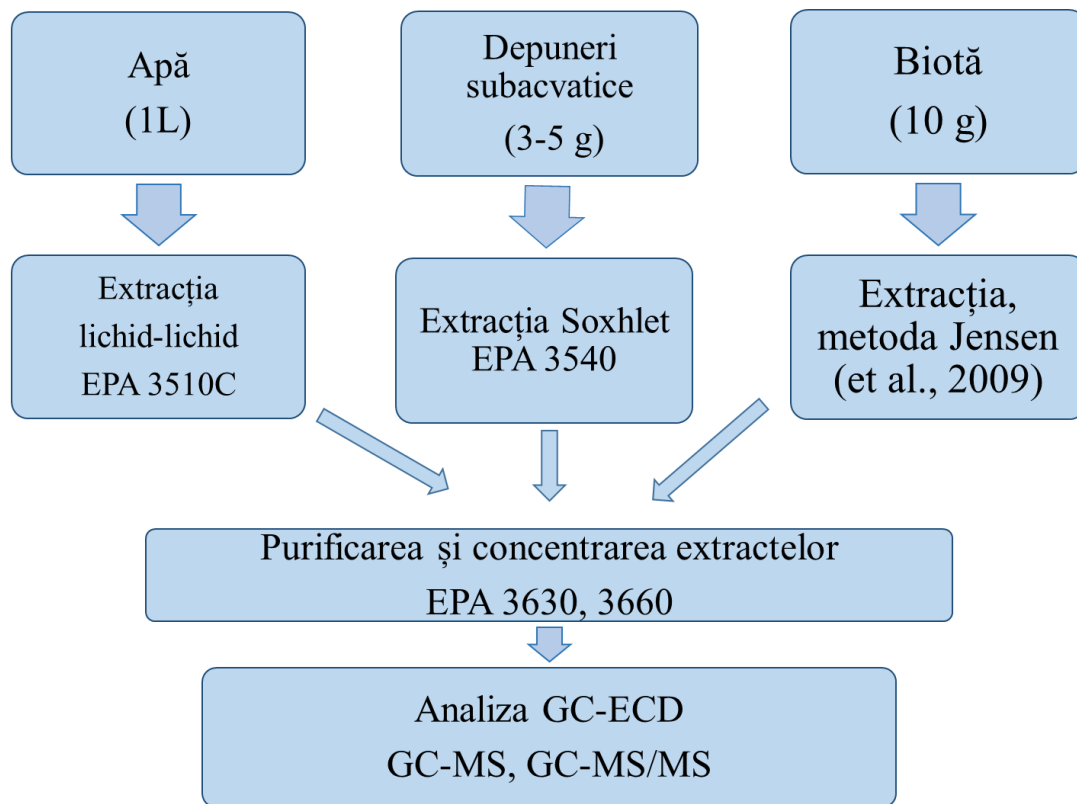 Apă
(1L)
Depuneri
subacvatice
(3-5 g)
Biotă
(10 g)
Extracția
lichid-lichid
EPA 3510C
Extracția Soxhlet
EPA 3540
Extracția,
metoda Jensen
(et al., 2009)
Purificarea și concentrarea extractelor
EPA 3630, 3660
Analiza GC-ECD
GC-MS, GC-MS/MS